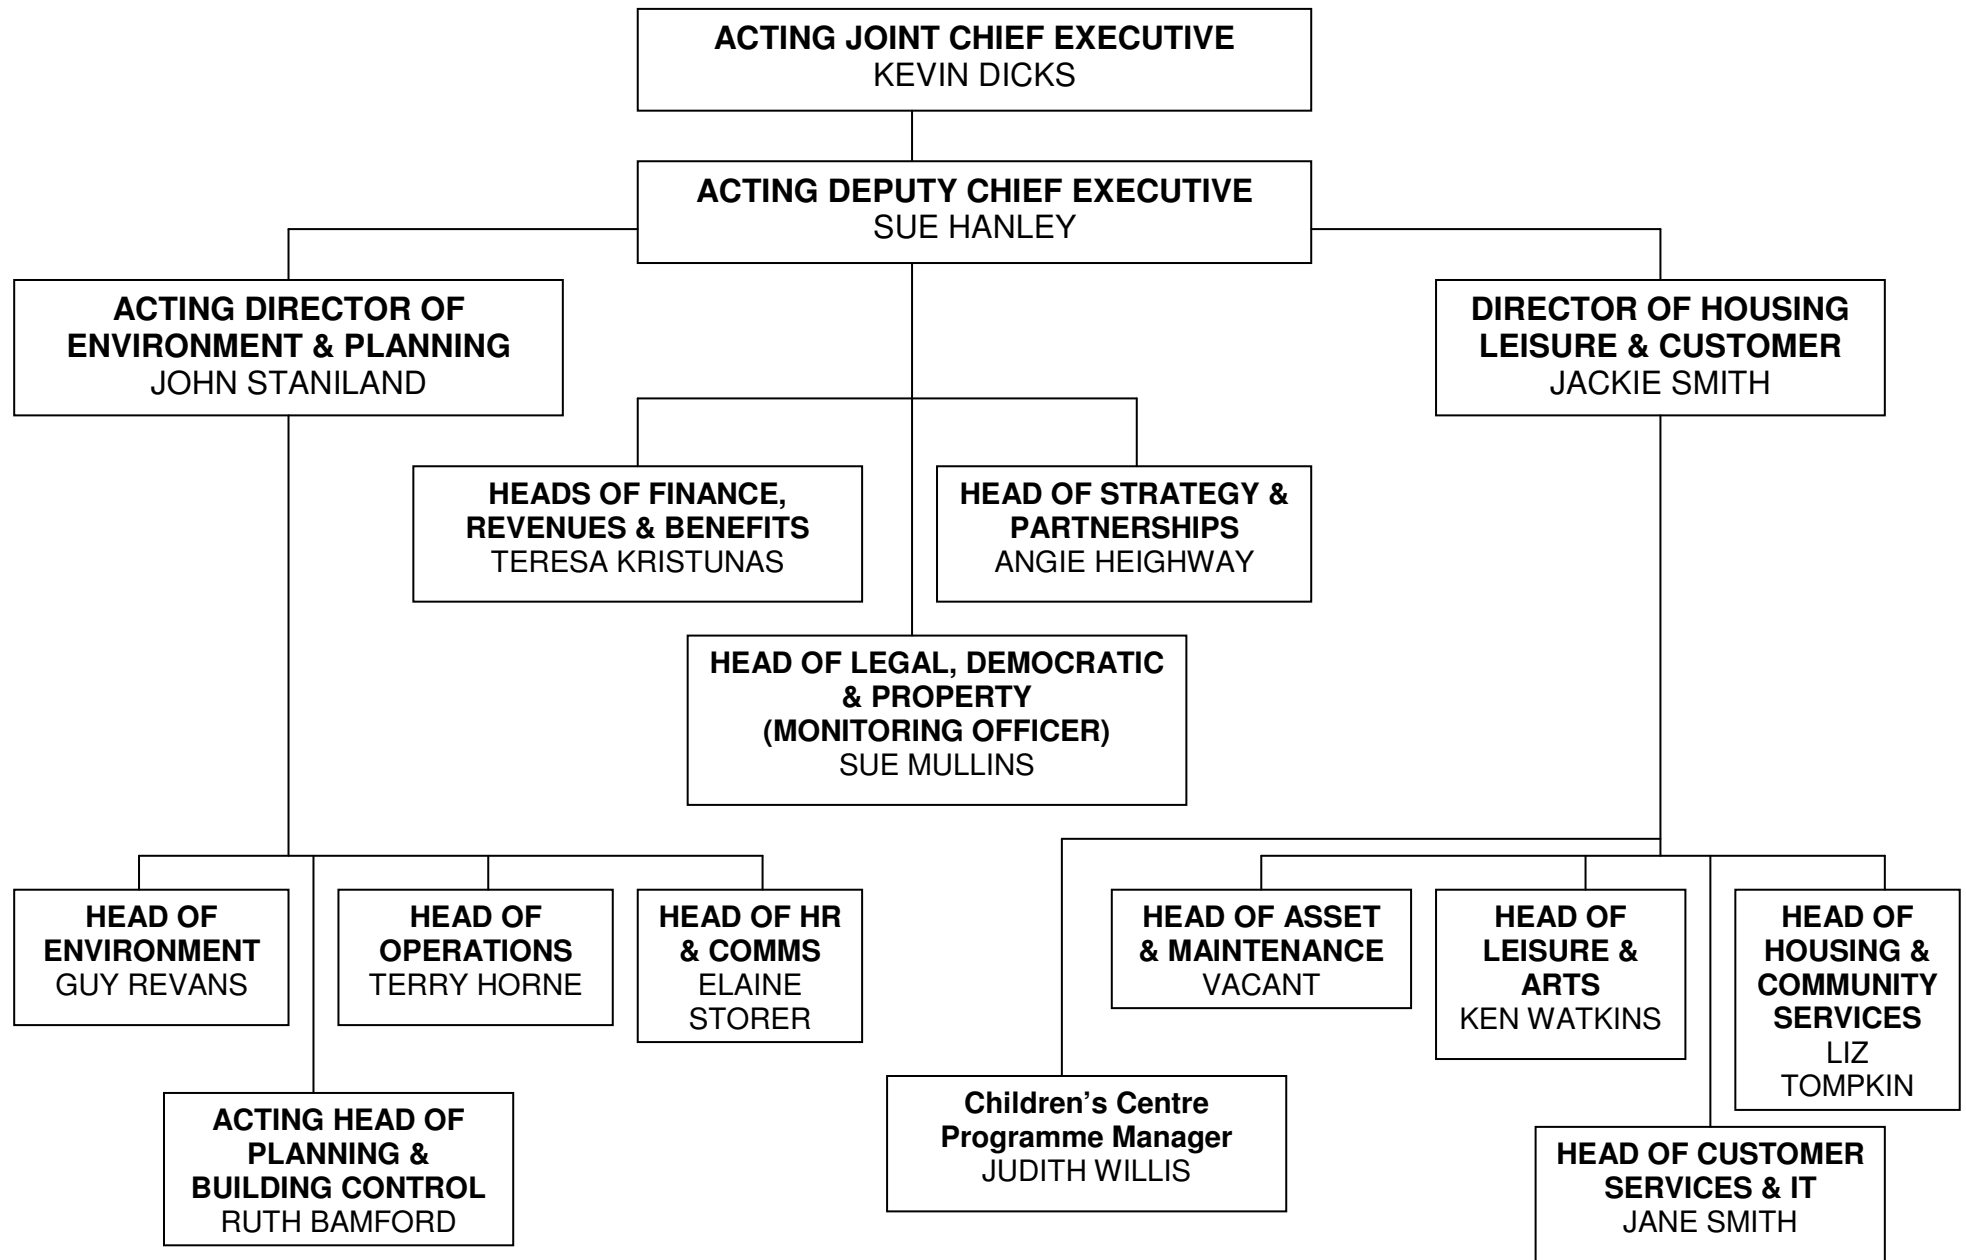 ACTING JOINT CHIEF EXECUTIVE
KEVIN DICKS
ACTING DEPUTY CHIEF EXECUTIVE
SUE HANLEY
ACTING DIRECTOR OF
ENVIRONMENT & PLANNING
JOHN STANILAND
DIRECTOR OF HOUSING
LEISURE & CUSTOMER
JACKIE SMITH
HEADS OF FINANCE,
REVENUES & BENEFITS
TERESA KRISTUNAS
HEAD OF STRATEGY &
PARTNERSHIPS
ANGIE HEIGHWAY
HEAD OF LEGAL, DEMOCRATIC
& PROPERTY
(MONITORING OFFICER)
SUE MULLINS
HEAD OF
ENVIRONMENT
GUY REVANS
HEAD OF
OPERATIONS
TERRY HORNE
HEAD OF HR
& COMMS
ELAINE
STORER
HEAD OF ASSET
& MAINTENANCE
VACANT
HEAD OF
LEISURE &
ARTS
KEN WATKINS
HEAD OF
HOUSING &
COMMUNITY
SERVICES
LIZ
TOMPKIN
ACTING HEAD OF
PLANNING &
BUILDING CONTROL
RUTH BAMFORD
Children’s Centre
Programme Manager
JUDITH WILLIS
HEAD OF CUSTOMER
SERVICES & IT
JANE SMITH